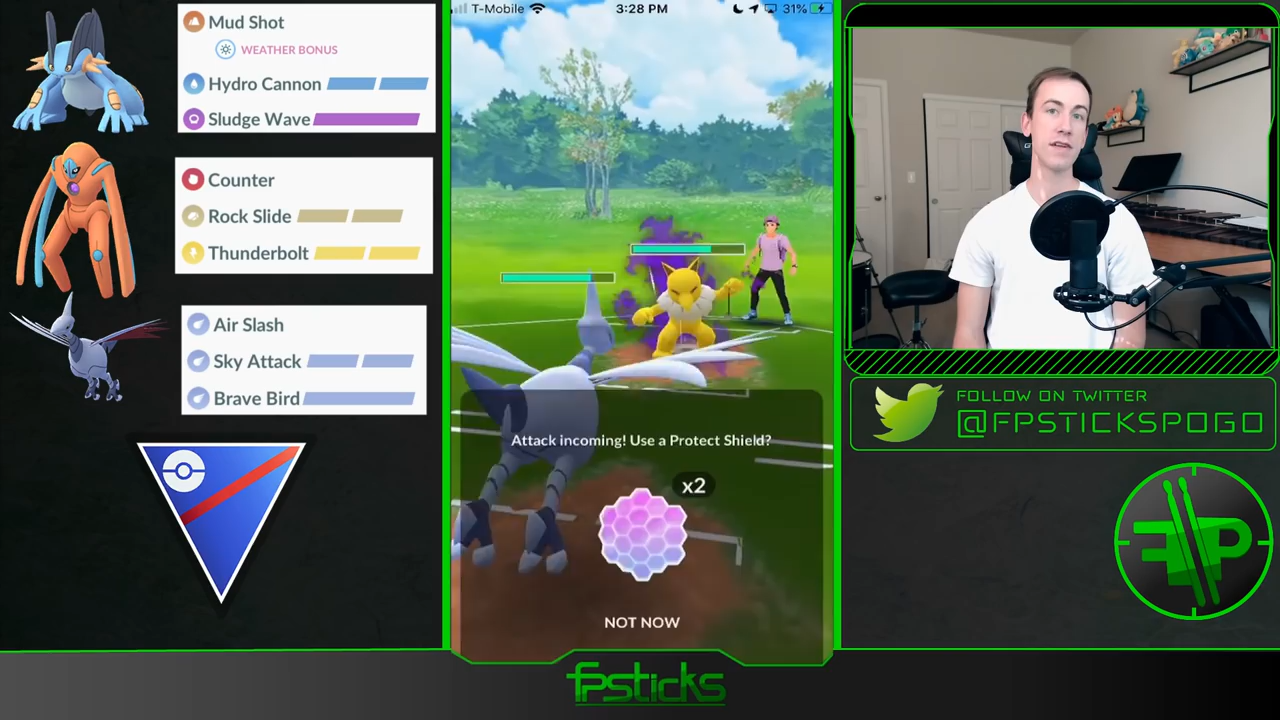 Mud Shot
WEATHER BONUS
Hydro Cannon
Sludge Wave
Counter
Rock Slide
Thunderbolt
Air Slash
Sky Attack
Brave Bird
T-Mobile 3:28 PM 31%
Attack incoming! Use a Protect Shield?
x2
NOT NOW
fpsticks
FOLLOW ON TWITTER
@FPSTICKSPOGO
FP